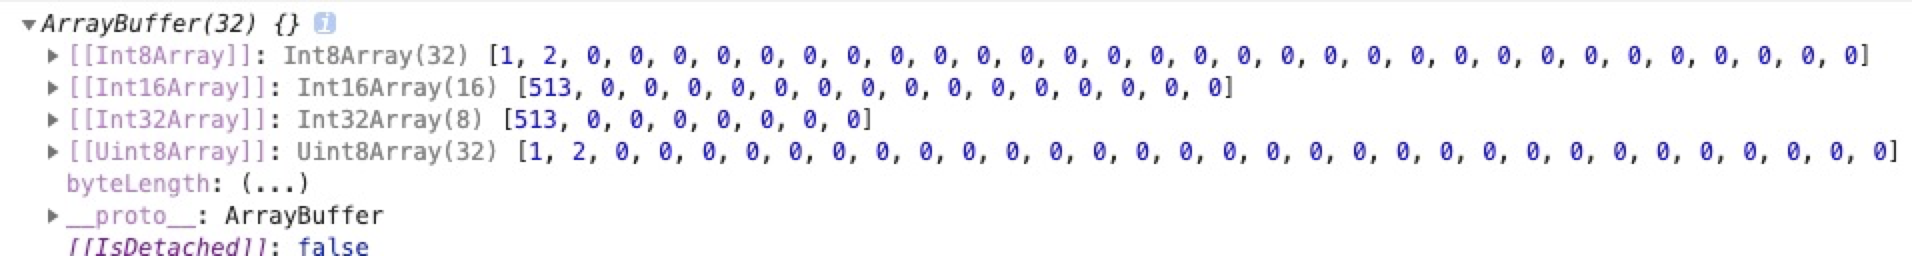 ▼ArrayBuffer(32) {} i
▶[[Int8Array]]: Int8Array(32) [1, 2, 0, 0, 0, 0, 0, 0, 0, 0, 0, 0, 0, 0, 0, 0, 0, 0, 0, 0, 0, 0, 0, 0, 0, 0, 0, 0, 0, 0, 0, 0]
▶[[Int16Array]]: Int16Array(16) [513, 0, 0, 0, 0, 0, 0, 0, 0, 0, 0, 0, 0, 0, 0, 0]
▶[[Int32Array]]: Int32Array(8) [513, 0, 0, 0, 0, 0, 0, 0]
▶[[Uint8Array]]: Uint8Array(32) [1, 2, 0, 0, 0, 0, 0, 0, 0, 0, 0, 0, 0, 0, 0, 0, 0, 0, 0, 0, 0, 0, 0, 0, 0, 0, 0, 0, 0, 0, 0, 0]
byteLength: (...)
▶__proto__: ArrayBuffer
[[IsDetached]]: false